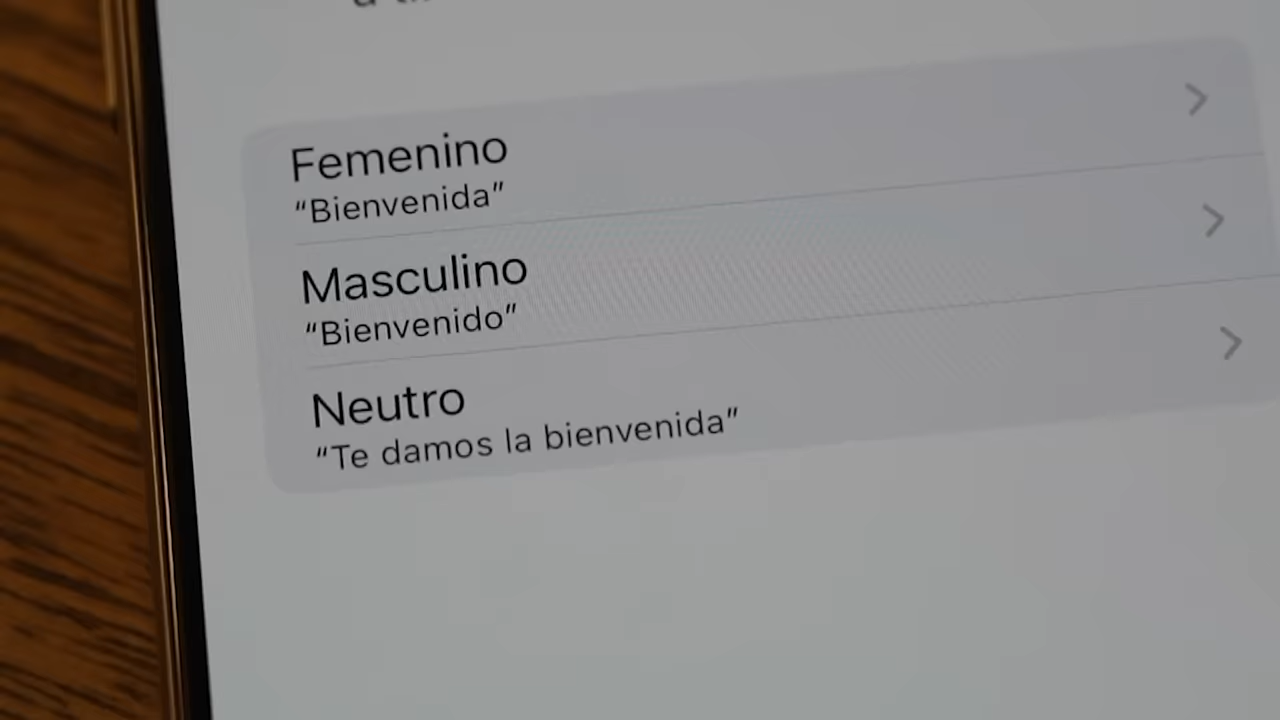 Femenino
“Bienvenida”
Masculino
“Bienvenido”
Neutro
“Te damos la bienvenida”